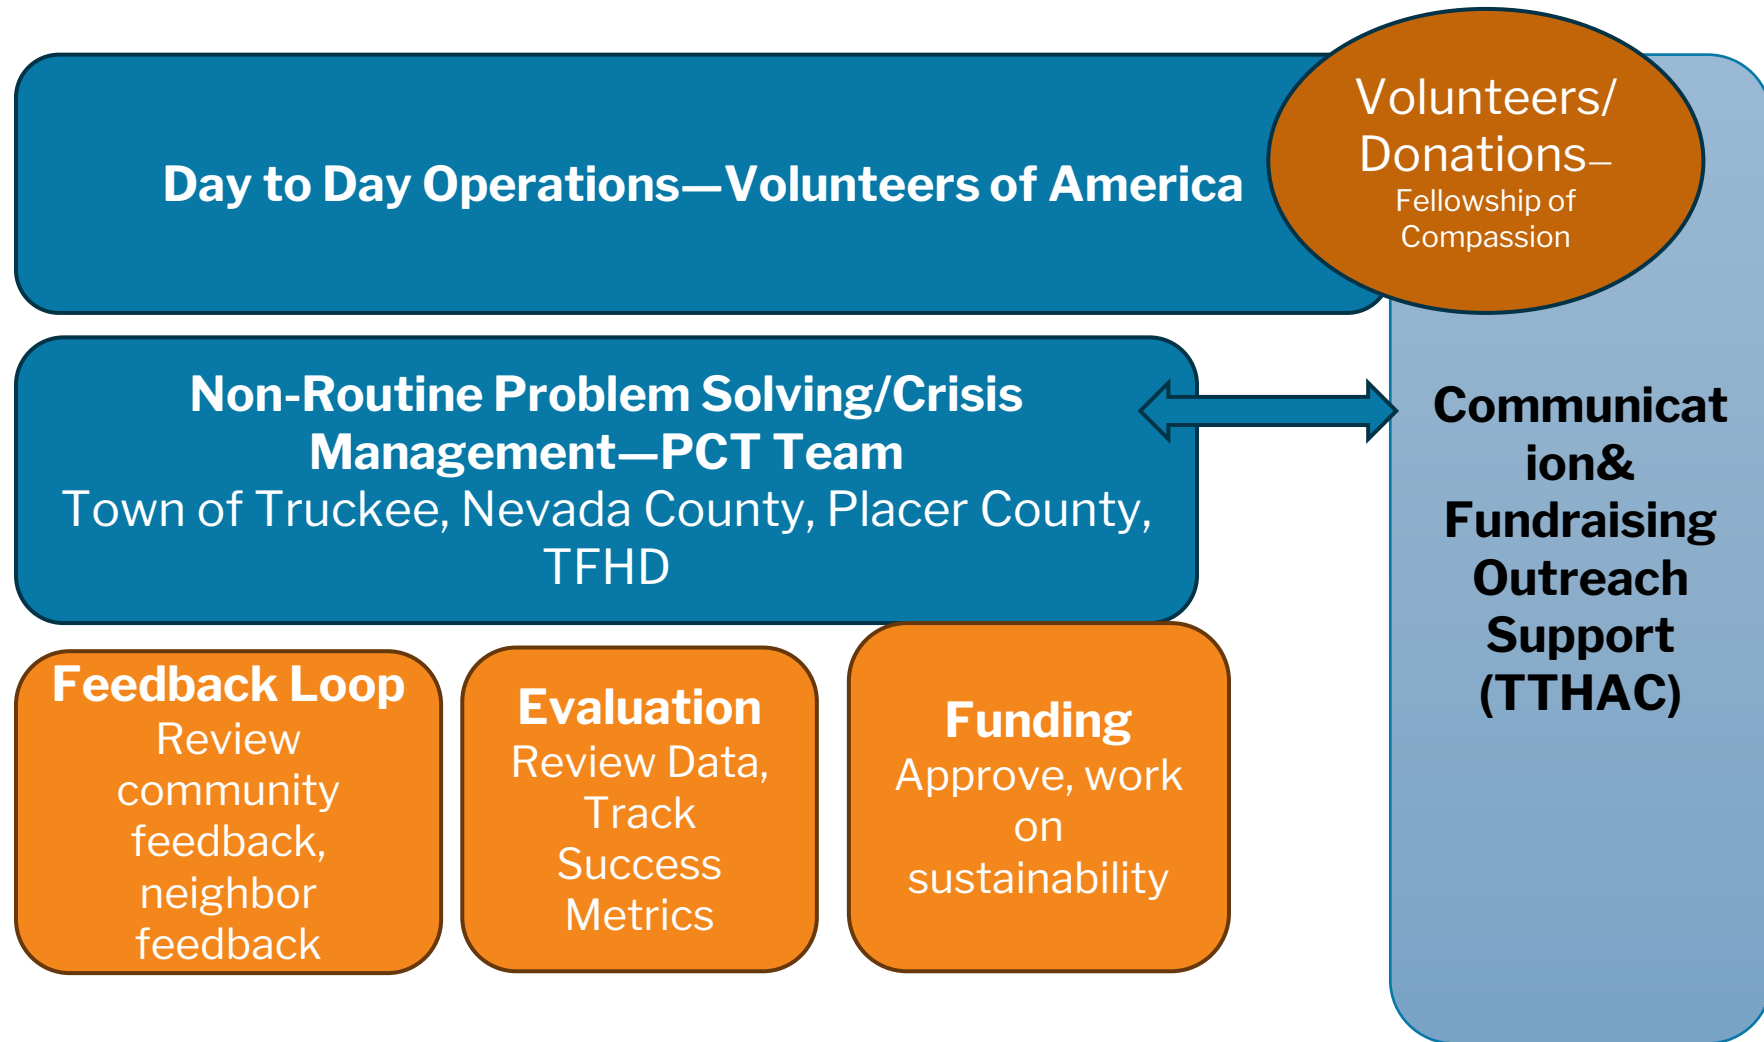 Day to Day Operations—Volunteers of America
Volunteers/
Donations—
Fellowship of
Compassion
Non-Routine Problem Solving/Crisis
Management—PCT Team
Town of Truckee, Nevada County, Placer County,
TFHD
Communicat
ion&
Fundraising
Outreach
Support
(TTHAC)
Feedback Loop
Review
community
feedback,
neighbor
feedback
Evaluation
Review Data,
Track
Success
Metrics
Funding
Approve, work
on
sustainability